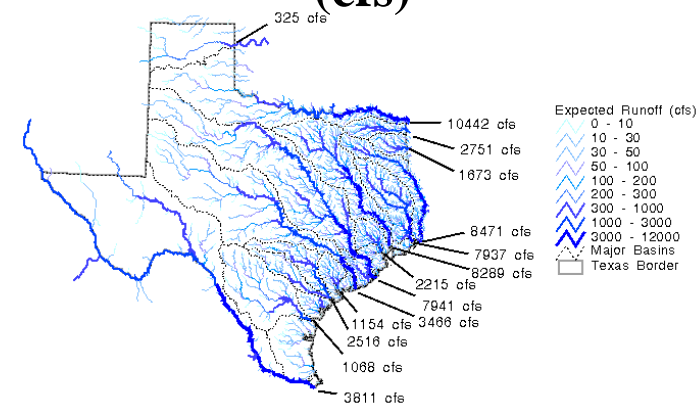 (cfs)
325 cfs
10442 cfs
2751 cfs
1673 cfs
8471 cfs
7937 cfs
8289 cfs
2215 cfs
7941 cfs
3466 cfs
1154 cfs
2516 cfs
1068 cfs
3811 cfs
Expected Runoff (cfs)
0 - 10
10 - 30
30 - 50
50 - 100
100 - 200
200 - 300
300 - 1000
1000 - 3000
3000 - 12000
Major Basins
Texas Border